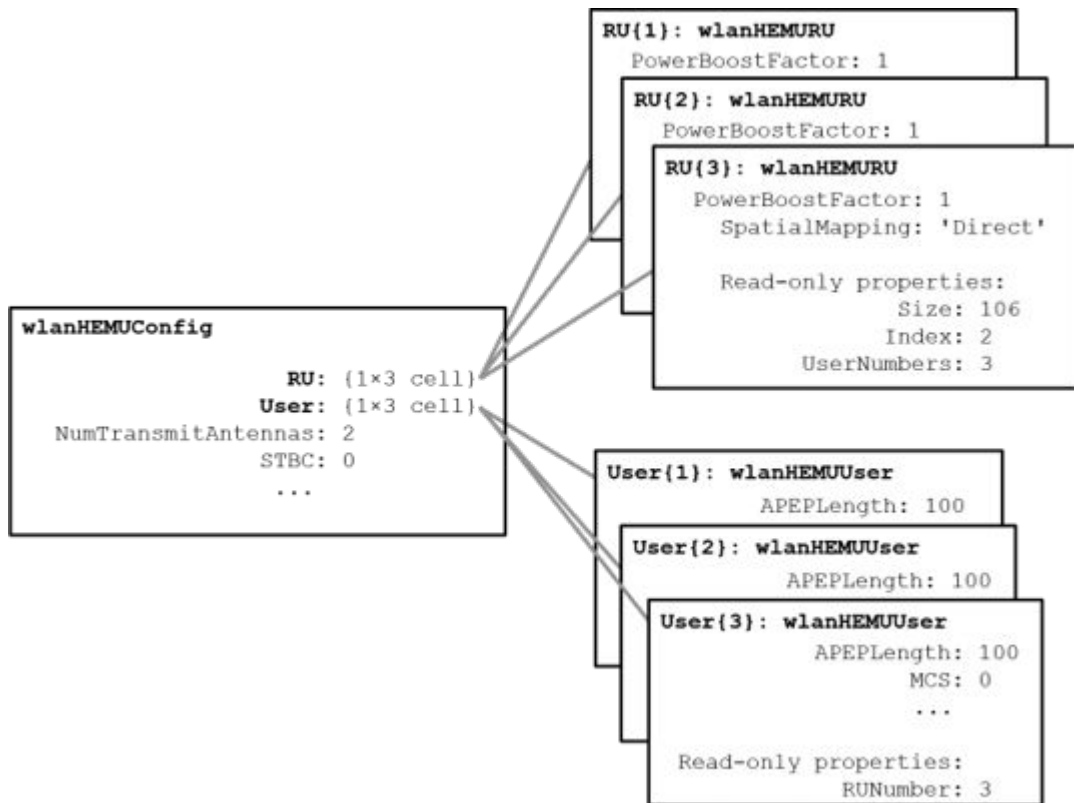 RU{1}: wlanHEMURU
PowerBoostFactor: 1
RU{2}: wlanHEMURU
PowerBoostFactor: 1
RU{3}: wlanHEMURU
PowerBoostFactor: 1
SpatialMapping: 'Direct'
Read-only properties:
Size: 106
Index: 2
UserNumbers: 3
wlanHEMUConfig
RU: {1×3 cell}
User: {1×3 cell}
NumTransmitAntennas: 2
STBC: 0
...
User{1}: wlanHEMUUser
APEPLength: 100
User{2}: wlanHEMUUser
APEPLength: 100
User{3}: wlanHEMUUser
APEPLength: 100
MCS: 0
...
Read-only properties:
RUNumber: 3